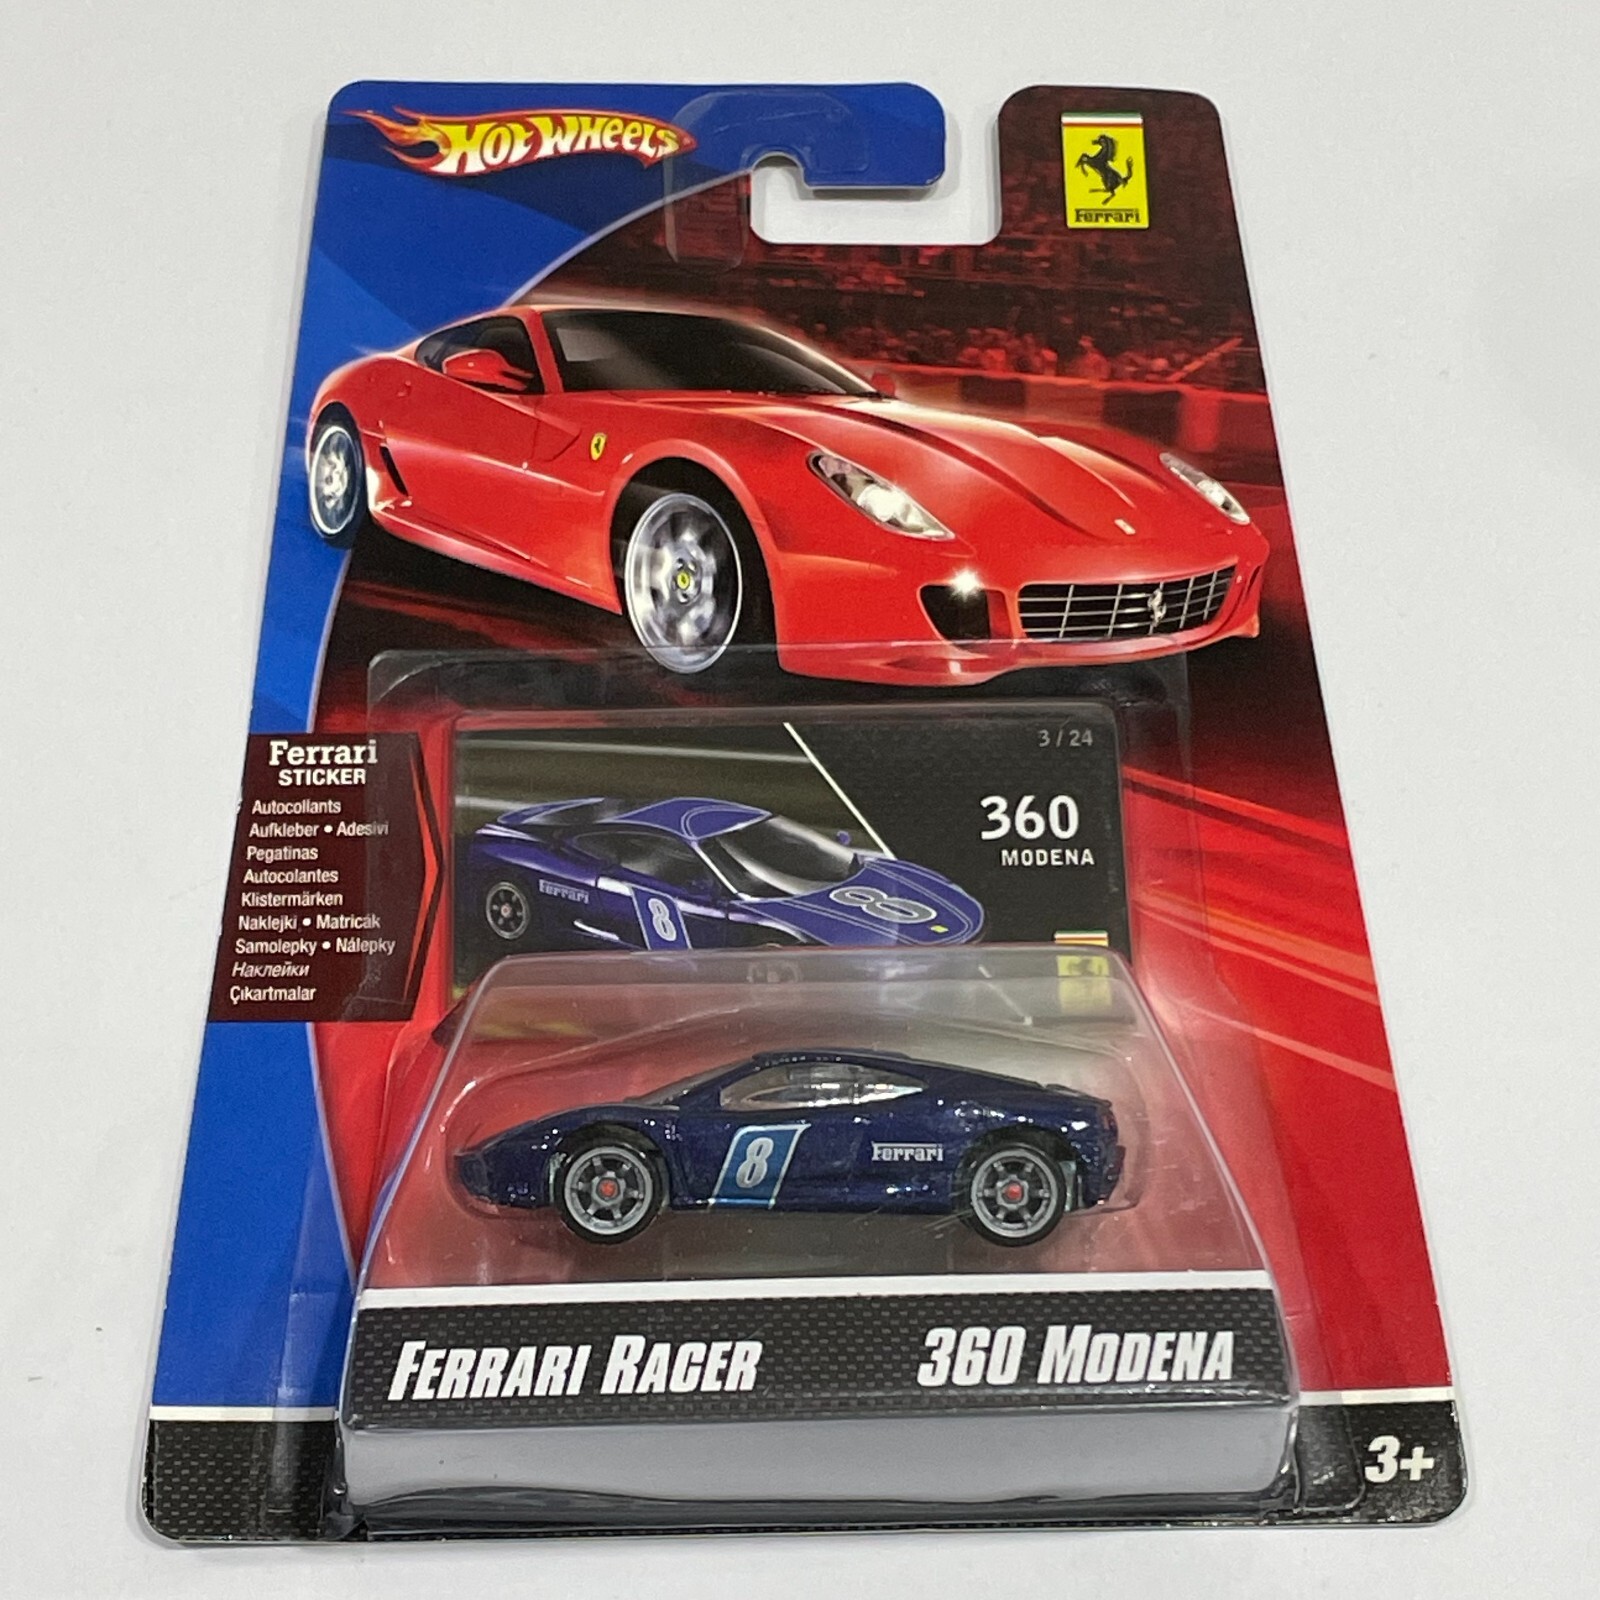 HOT WHEELS
Ferrari
Ferrari
STICKER
Autocollants
Aufkleber • Adesivi
Pegatinas
Autocolantes
Klistermärken
Naklejki • Matricák
Samolepky • Nálepky
Наклейки
Çıkartmalar
3 / 24
360
MODENA
Ferrari
8
8
8
Ferrari
FERRARI RACER
360 MODENA
3+